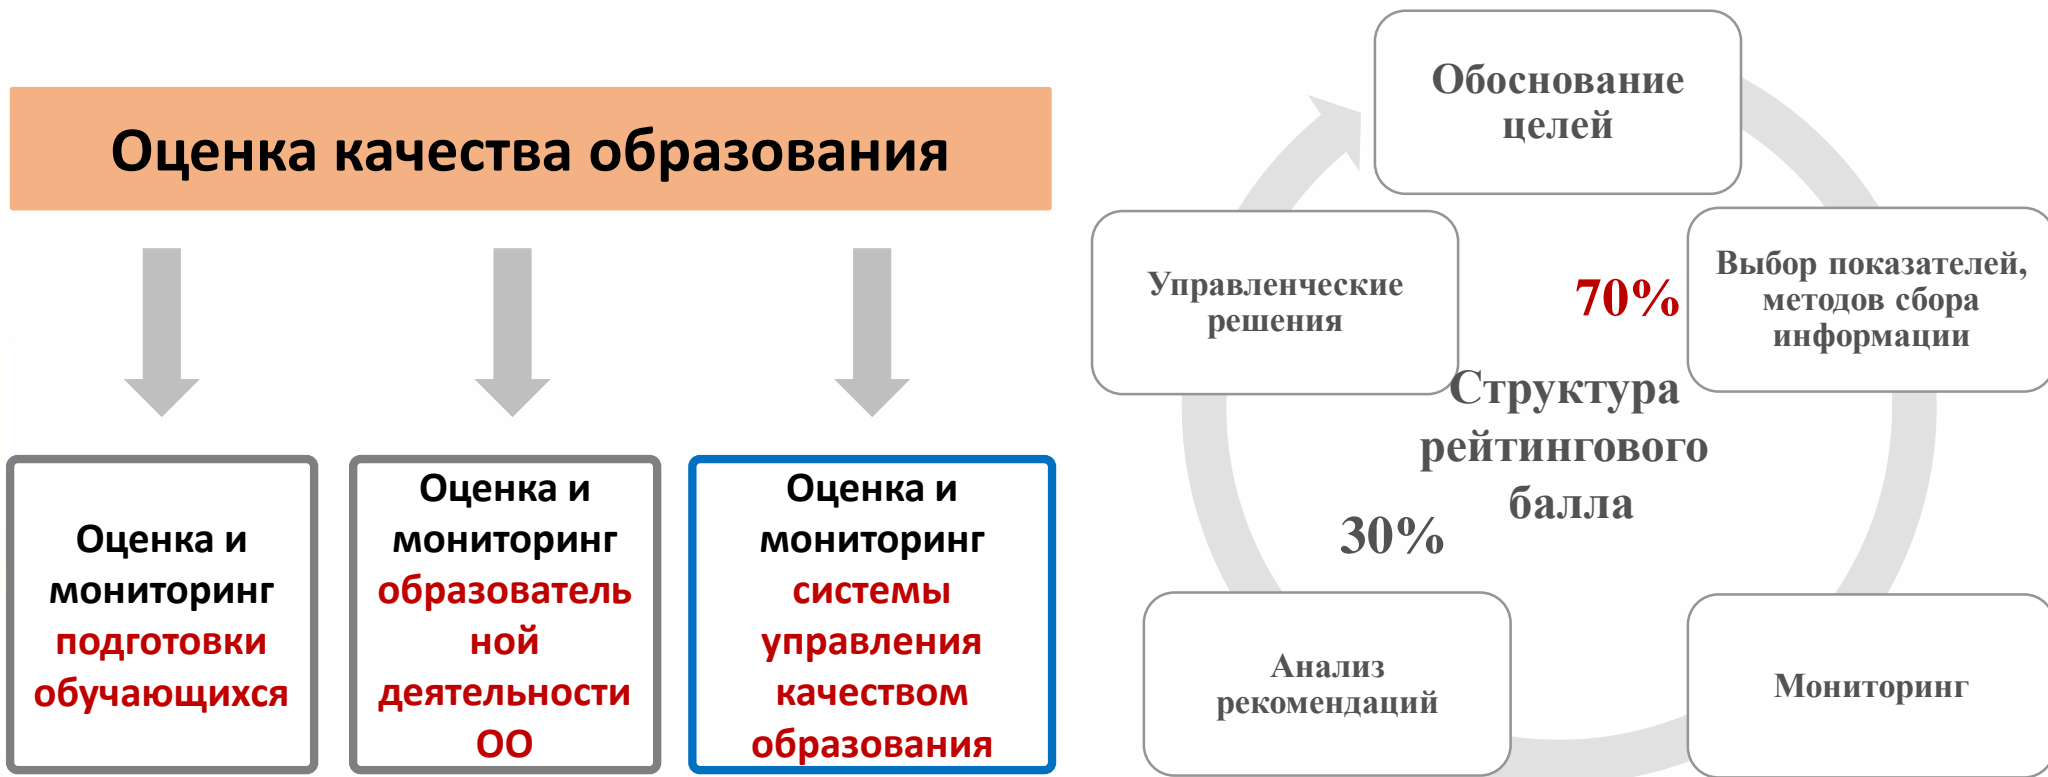 Оценка качества образования
Оценка и
мониторинг
подготовки
обучающихся
Оценка и
мониторинг
образователь
ной
деятельности
ОО
Оценка и
мониторинг
системы
управления
качеством
образования
Обоснование
целей
Выбор показателей,
методов сбора
информации
Мониторинг
Анализ
рекомендаций
Управленческие
решения
70%
Структура
рейтингового
балла
30%